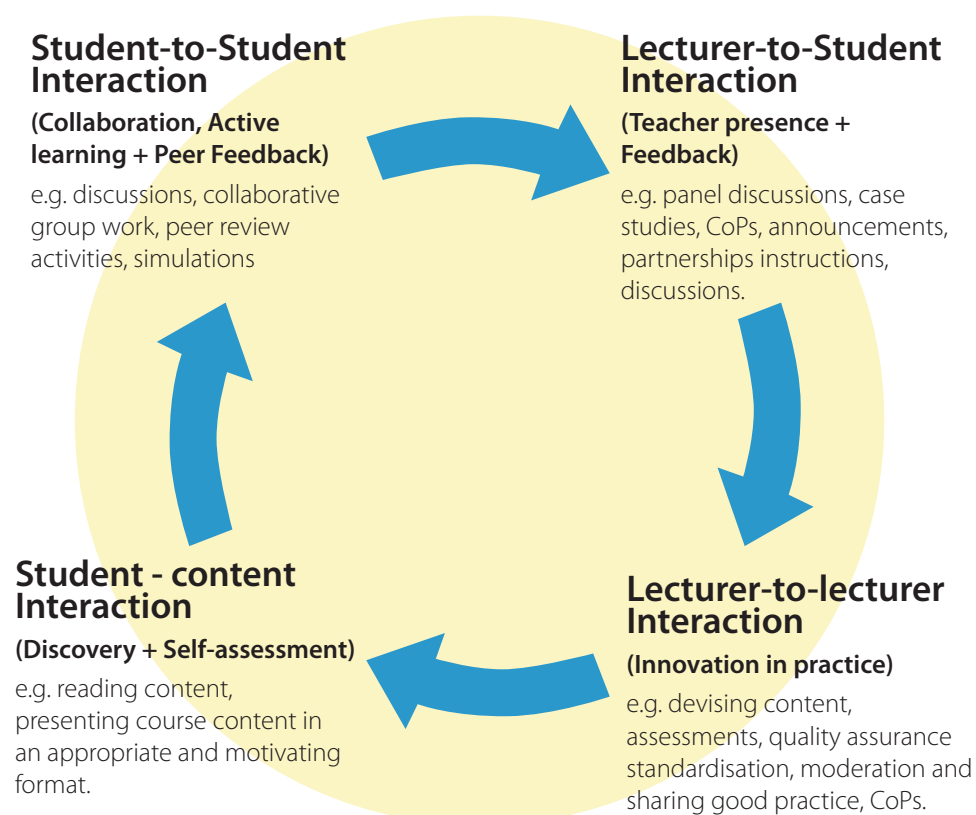 Student-to-Student
Interaction
(Collaboration, Active
learning + Peer Feedback)
e.g. discussions, collaborative
group work, peer review
activities, simulations
Lecturer-to-Student
Interaction
(Teacher presence +
Feedback)
e.g. panel discussions, case
studies, CoPs, announcements,
partnerships instructions,
discussions.
Student - content
Interaction
(Discovery + Self-assessment)
e.g. reading content,
presenting course content in
an appropriate and motivating
format.
Lecturer-to-lecturer
Interaction
(Innovation in practice)
e.g. devising content,
assessments, quality assurance
standardisation, moderation and
sharing good practice, CoPs.